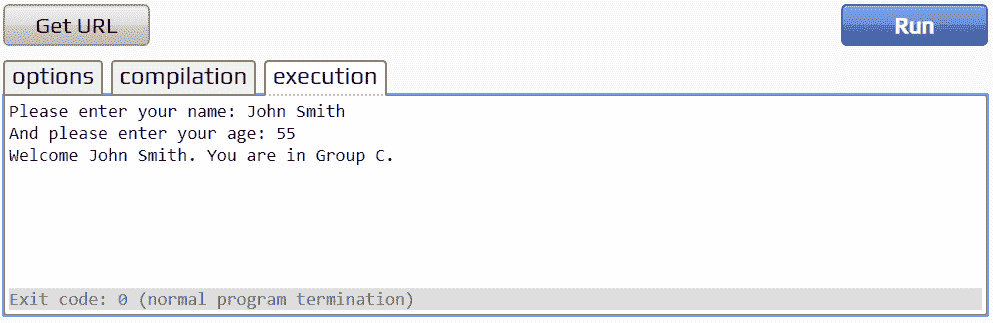 Get URL
Run
options compilation execution
Please enter your name: John Smith
And please enter your age: 55
Welcome John Smith. You are in Group C.
Exit code: 0 (normal program termination)